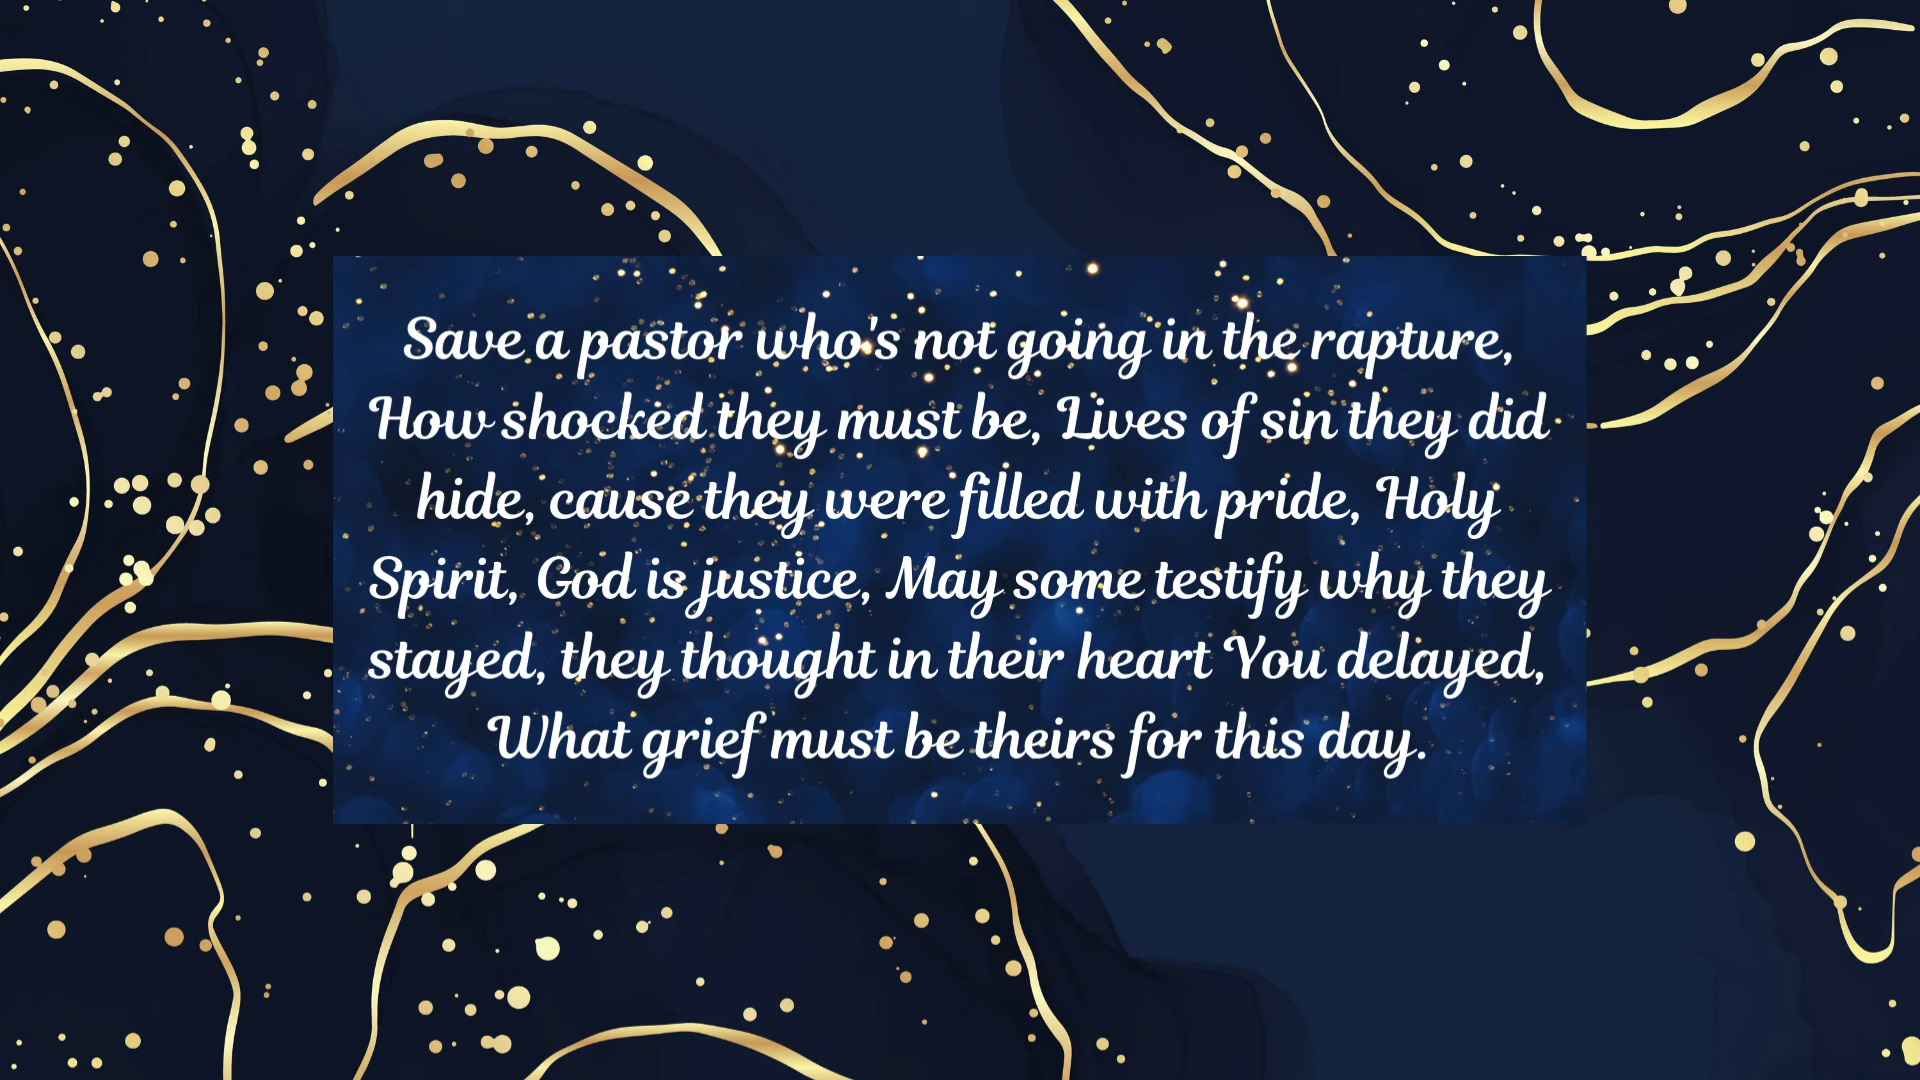 Save a pastor who's not going in the rapture,
How shocked they must be, Lives of sin they did
hide, cause they were filled with pride, Holy
Spirit, God is justice, May some testify why they
stayed, they thought in their heart You delayed,
What grief must be theirs for this day.